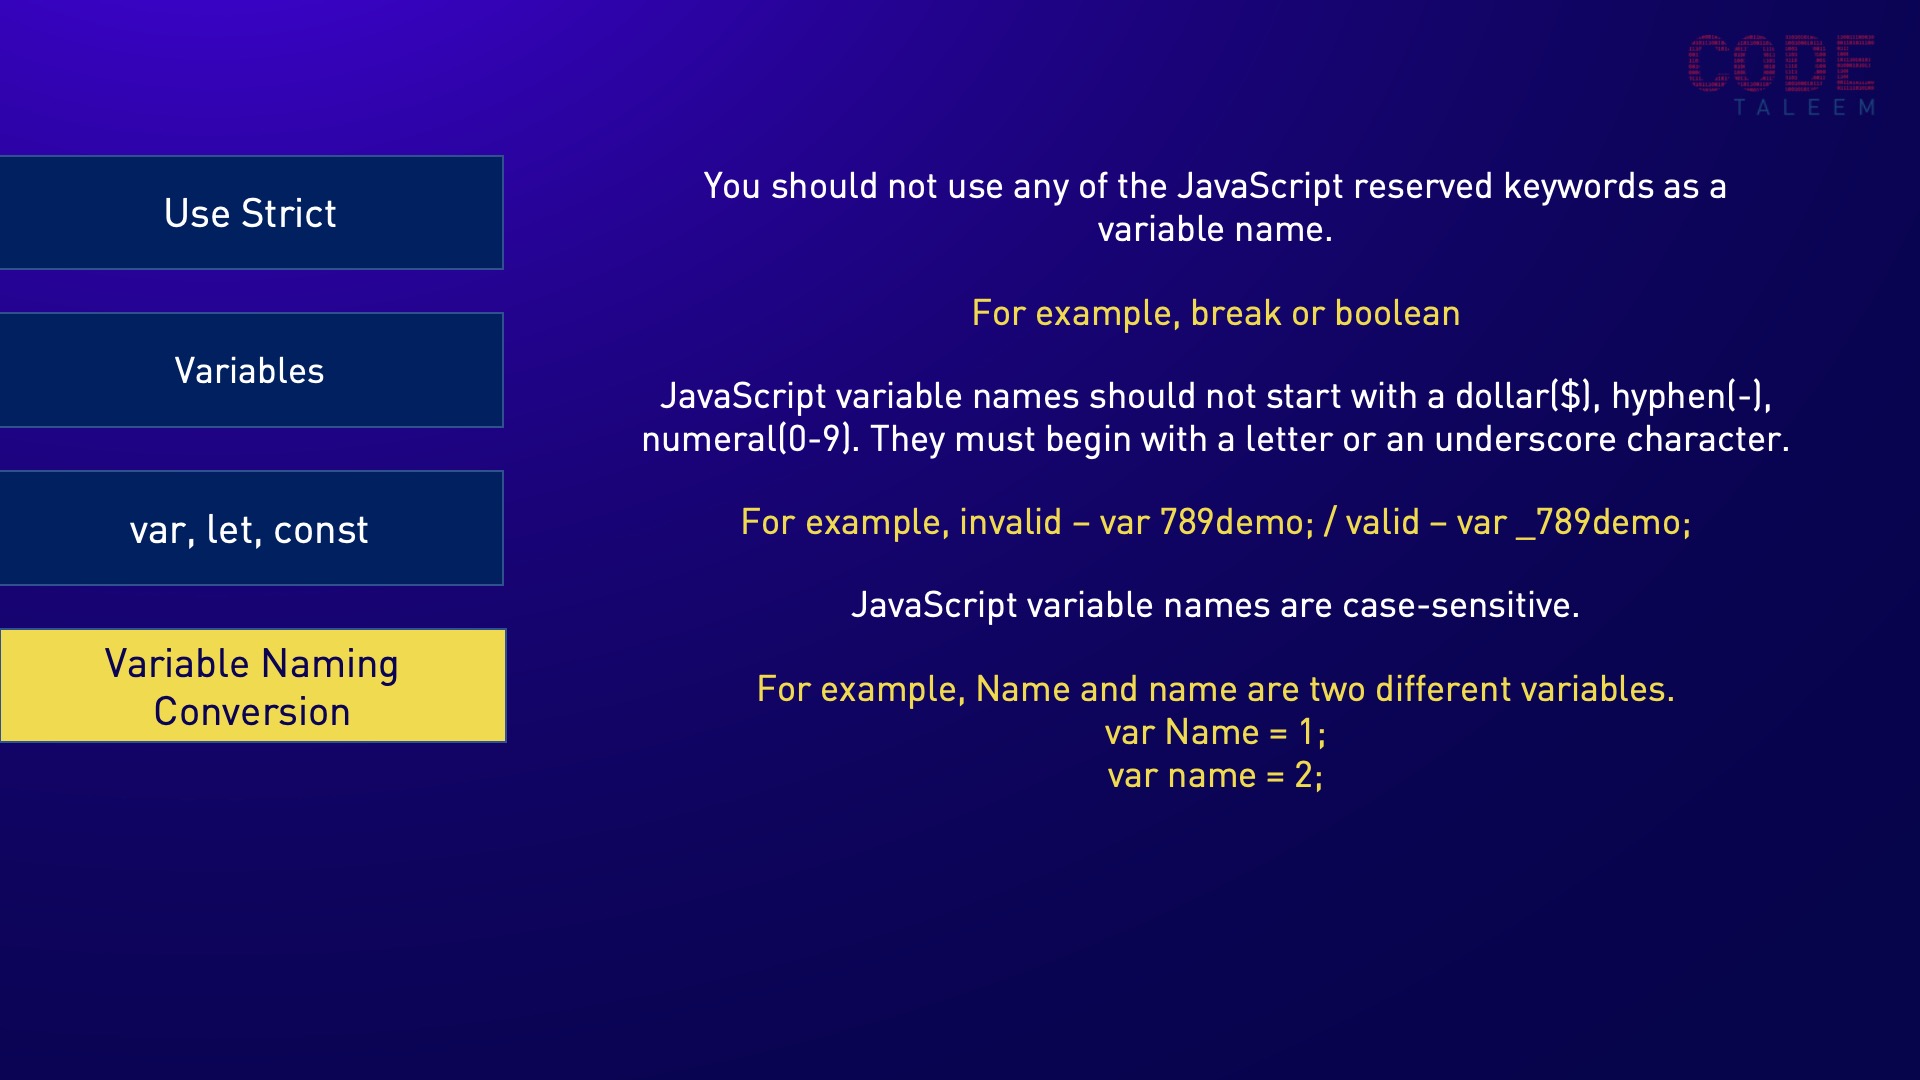 CODE
TALEEM
Use Strict
Variables
var, let, const
Variable Naming
Conversion
You should not use any of the JavaScript reserved keywords as a
variable name.
For example, break or boolean
JavaScript variable names should not start with a dollar($), hyphen(-),
numeral(0-9). They must begin with a letter or an underscore character.
For example, invalid – var 789demo; / valid – var _789demo;
JavaScript variable names are case-sensitive.
For example, Name and name are two different variables.
var Name = 1;
var name = 2;